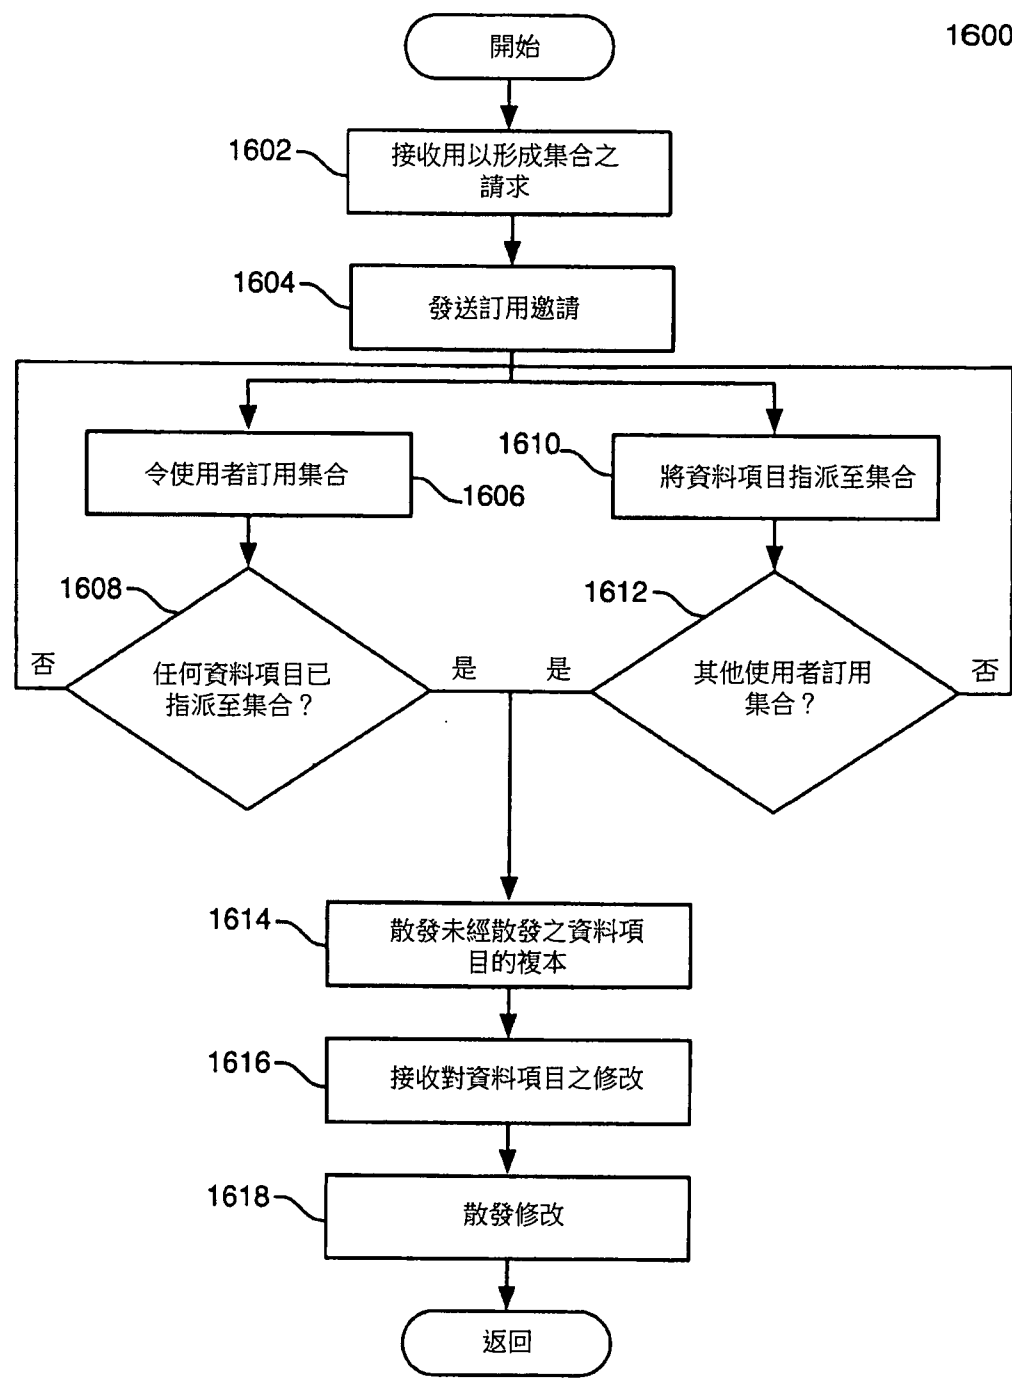 1600
開始
1602
接收用以形成集合之
請求
1604
發送訂用邀請
令使用者訂用集合
1606
1610
將資料項目指派至集合
1608
任何資料項目已
指派至集合？
否
是
1612
其他使用者訂用
集合？
是
否
1614
散發未經散發之資料項
目的複本
1616
接收對資料項目之修改
1618
散發修改
返回